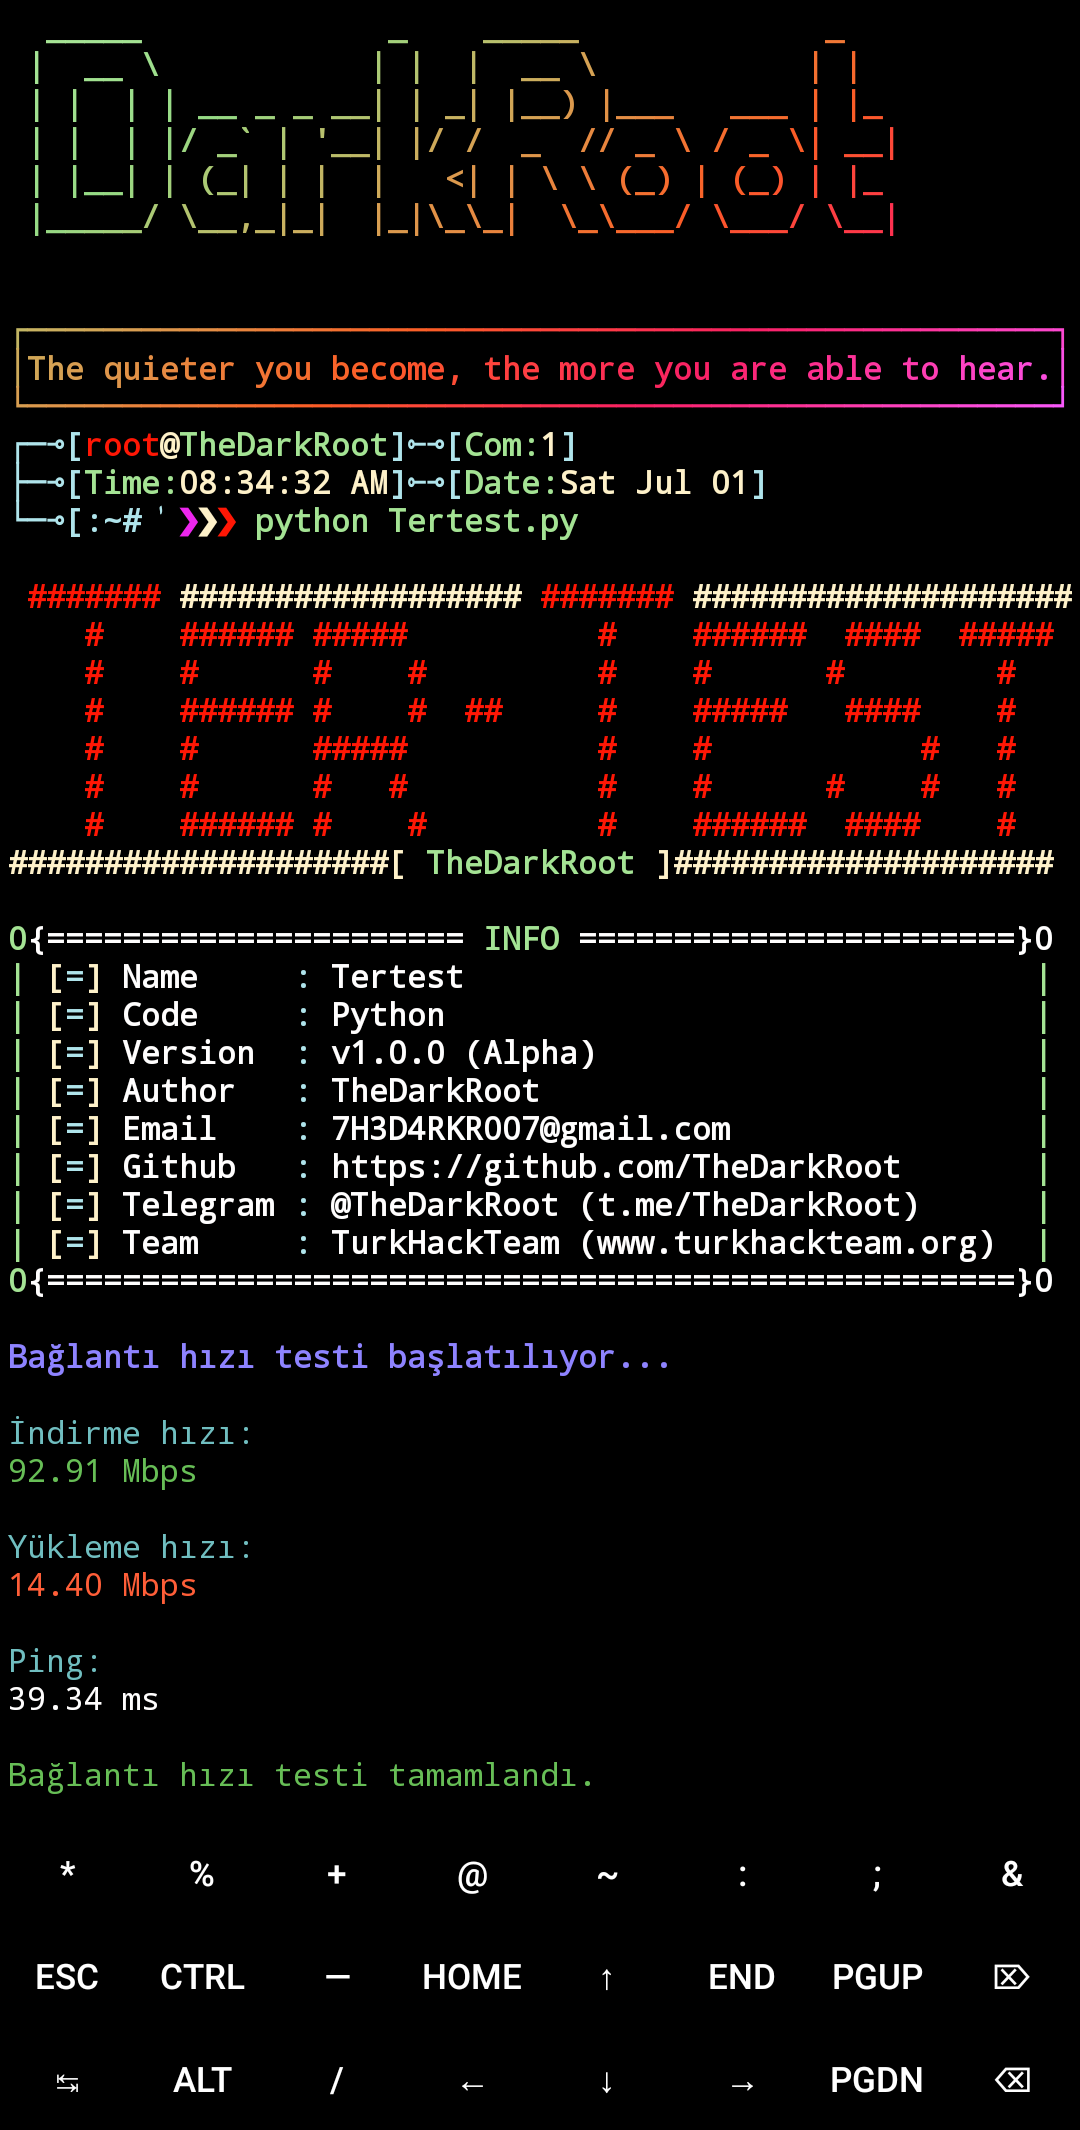 DarkRoot
The quieter you become, the more you are able to hear.
┌─⊸[root@TheDarkRoot]⊷⊸[Com:1]
├─⊸[Time:08:34:32 AM]⊷⊸[Date:Sat Jul 01]
└─⊸[:~# ❯❯❯ python Tertest.py
TER-TEST
####################[ TheDarkRoot ]####################
O{====================== INFO =======================}O
| [=] Name     : Tertest |
| [=] Code     : Python |
| [=] Version  : v1.0.0 (Alpha) |
| [=] Author   : TheDarkRoot |
| [=] Email    : 7H3D4RKR007@gmail.com |
| [=] Github   : https://github.com/TheDarkRoot |
| [=] Telegram : @TheDarkRoot (t.me/TheDarkRoot) |
| [=] Team     : TurkHackTeam (www.turkhackteam.org) |
O{===================================================}O
Bağlantı hızı testi başlatılıyor...
İndirme hızı:
92.91 Mbps
Yükleme hızı:
14.40 Mbps
Ping:
39.34 ms
Bağlantı hızı testi tamamlandı.
* % + @ ~ : ; &
ESC CTRL — HOME ↑ END PGUP ⌦
↹ ALT / ← ↓ → PGDN ⌫